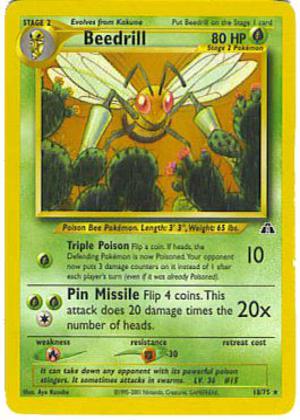 STAGE 2 Evolves from Kakuna Put Beedrill on the Stage 1 card
Beedrill 80 HP
Stage 2 Pokémon
Poison Bee Pokémon. Length: 3' 3", Weight: 65 lbs.
Triple Poison Flip a coin. If heads, the
Defending Pokémon is now Poisoned. Your opponent
now puts 3 damage counters on it instead of 1 after
each player's turn (even if it was already Poisoned).
10
Pin Missile Flip 4 coins. This
attack does 20 damage times the
number of heads.
20x
weakness resistance retreat cost
-30
It can take down any opponent with its powerful poison
stingers. It sometimes attacks in swarms. LV. 36 #15
Illus. Aya Kusube ©1995-2001 Nintendo, Creatures, GAMEFREAK. 18/75 ★